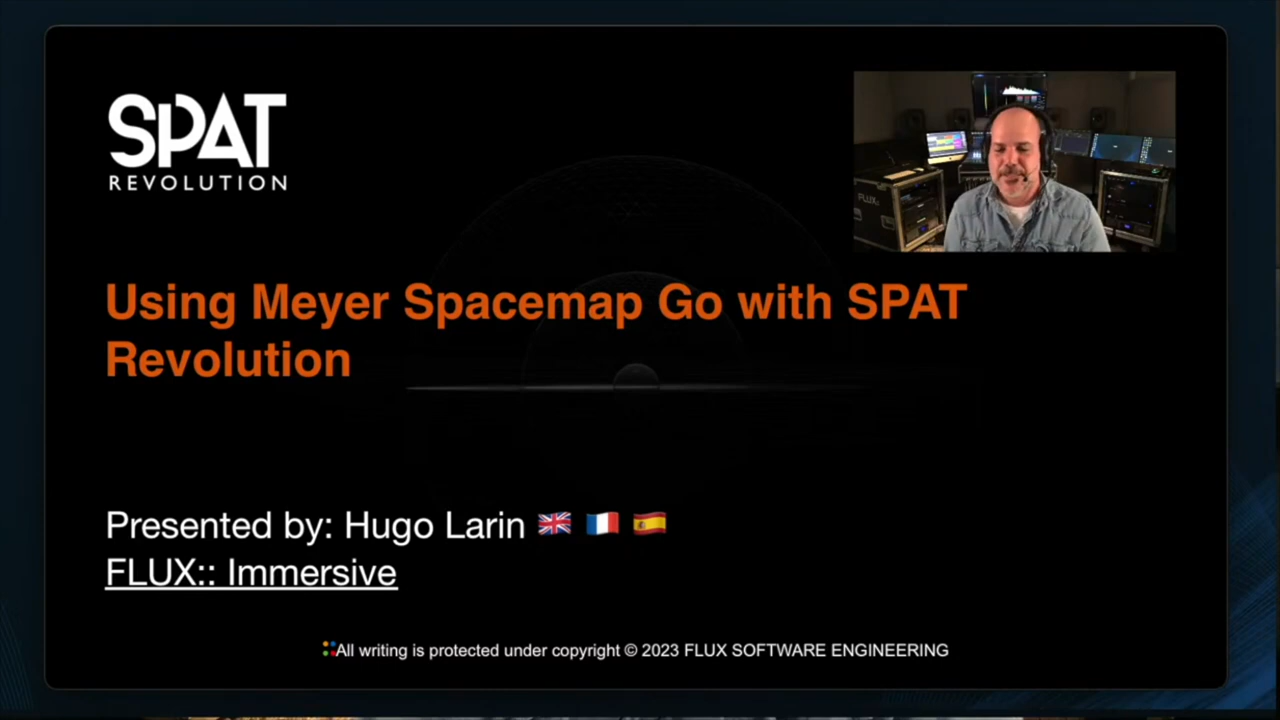 SPAT
REVOLUTION
FLUX::
Using Meyer Spacemap Go with SPAT
Revolution
Presented by: Hugo Larin 🇬🇧 🇫🇷 🇪🇸
FLUX:: Immersive
All writing is protected under copyright © 2023 FLUX SOFTWARE ENGINEERING